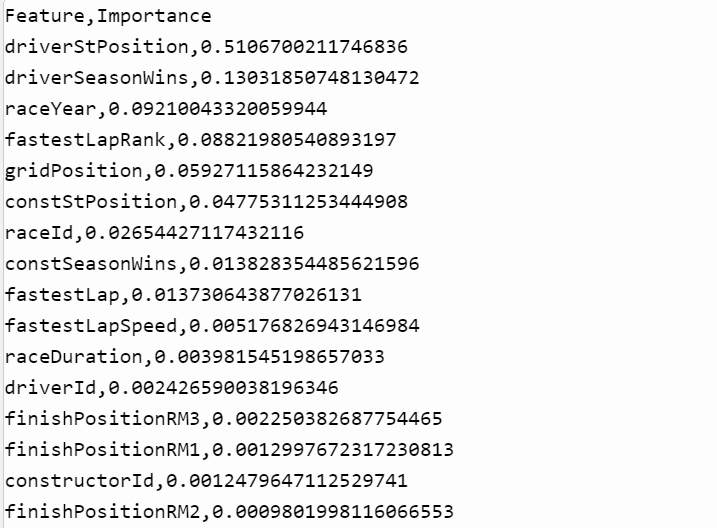 Feature,Importance
driverStPosition,0.5106700211746836
driverSeasonWins,0.13031850748130472
raceYear,0.09210043320059944
fastestLapRank,0.08821980540893197
gridPosition,0.05927115864232149
constStPosition,0.04775311253444908
raceId,0.02654427117432116
constSeasonWins,0.013828354485621596
fastestLap,0.013730643877026131
fastestLapSpeed,0.005176826943146984
raceDuration,0.003981545198657033
driverId,0.002426590038196346
finishPositionRM3,0.002250382687754465
finishPositionRM1,0.0012997672317230813
constructorId,0.0012479647112529741
finishPositionRM2,0.0009801998116066553